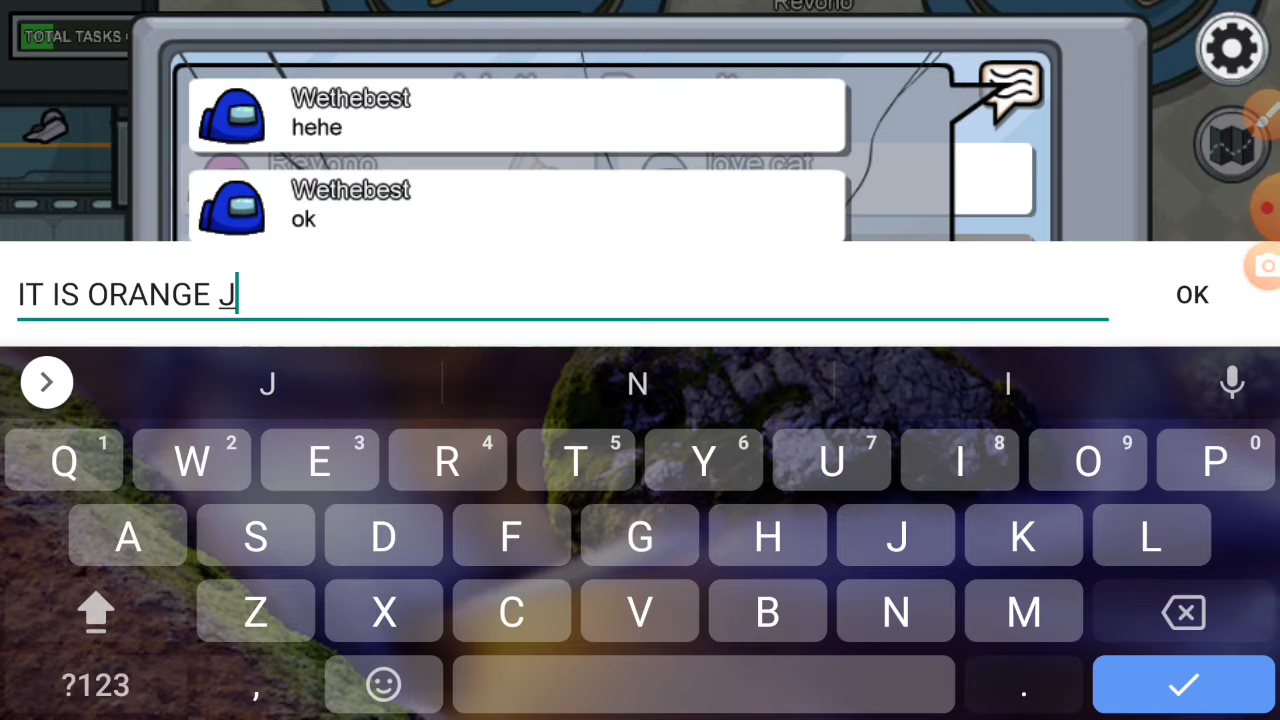 Revono
TOTAL TASKS
Wethebest
hehe
Revono
love cat
Wethebest
ok
IT IS ORANGE J
OK
J N I
Q 1 W 2 E 3 R 4 T 5 Y 6 U 7 I 8 O 9 P 0
A S D F G H J K L
Z X C V B N M
?123 , .